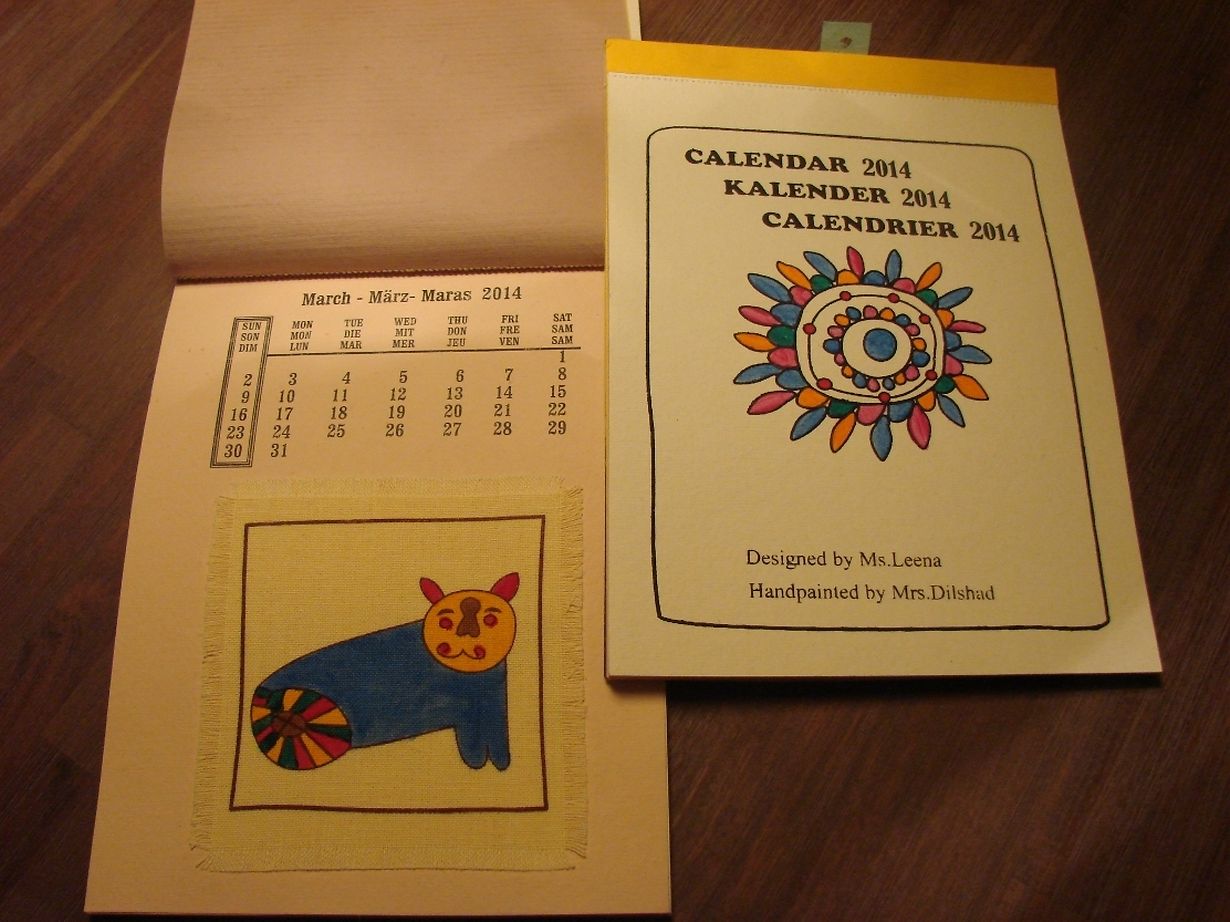 March - März- Maras 2014
SUN MON TUE WED THU FRI SAT
SON MON DIE MIT DON FRE SAM
DIM LUN MAR MER JEU VEN SAM
1
2 3 4 5 6 7 8
9 10 11 12 13 14 15
16 17 18 19 20 21 22
23 24 25 26 27 28 29
30 31
CALENDAR 2014
KALENDER 2014
CALENDRIER 2014
Designed by Ms.Leena
Handpainted by Mrs.Dilshad